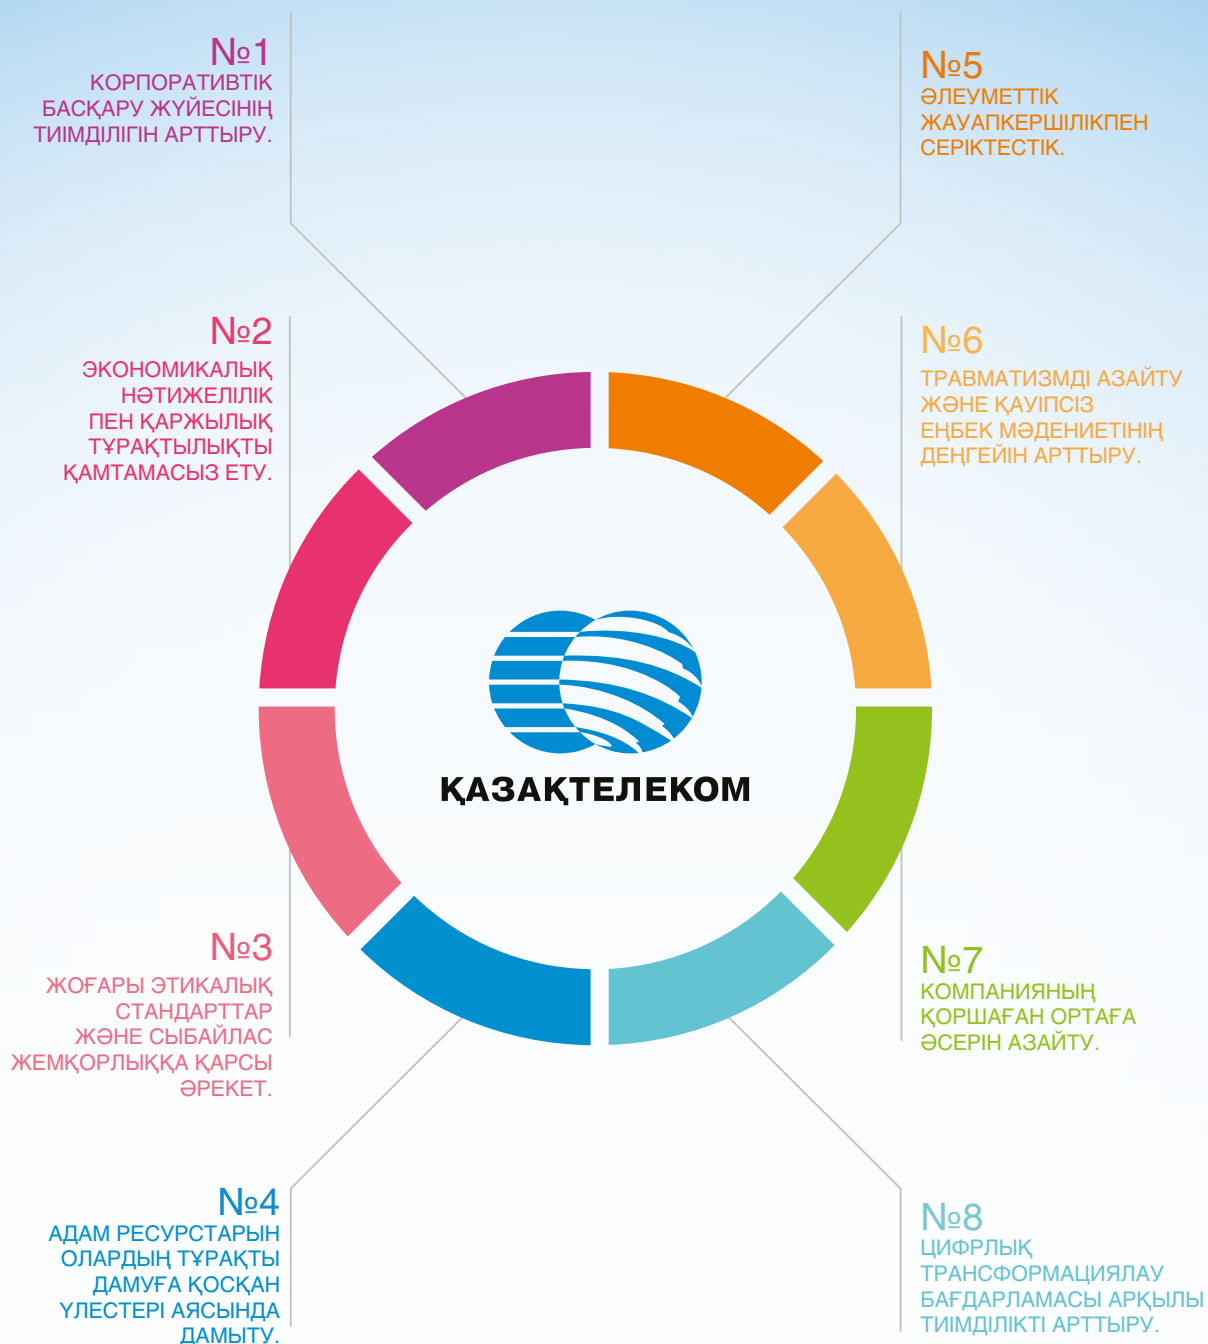 №1
КОРПОРАТИВТІК
БАСҚАРУ ЖҮЙЕСІНІҢ
ТИІМДІЛІГІН АРТТЫРУ.
№2
ЭКОНОМИКАЛЫҚ
НӘТИЖЕЛІЛІК
ПЕН ҚАРЖЫЛЫҚ
ТҰРАҚТЫЛЫҚТЫ
ҚАМТАМАСЫЗ ЕТУ.
№3
ЖОҒАРЫ ЭТИКАЛЫҚ
СТАНДАРТТАР
ЖӘНЕ СЫБАЙЛАС
ЖЕМҚОРЛЫҚҚА ҚАРСЫ
ӘРЕКЕТ.
№4
АДАМ РЕСУРСТАРЫН
ОЛАРДЫҢ ТҰРАҚТЫ
ДАМУҒА ҚОСҚАН
ҮЛЕСТЕРІ АЯСЫНДА
ДАМЫТУ.
ҚАЗАҚТЕЛЕКОМ
№5
ӘЛЕУМЕТТІК
ЖАУАПКЕРШІЛІКПЕН
СЕРІКТЕСТІК.
№6
ТРАВМАТИЗМДІ АЗАЙТУ
ЖӘНЕ ҚАУІПСІЗ
ЕҢБЕК МӘДЕНИЕТІНІҢ
ДЕҢГЕЙІН АРТТЫРУ.
№7
КОМПАНИЯНЫҢ
ҚОРШАҒАН ОРТАҒА
ӘСЕРІН АЗАЙТУ.
№8
ЦИФРЛЫҚ
ТРАНСФОРМАЦИЯЛАУ
БАҒДАРЛАМАСЫ АРҚЫЛЫ
ТИІМДІЛІКТІ АРТТЫРУ.